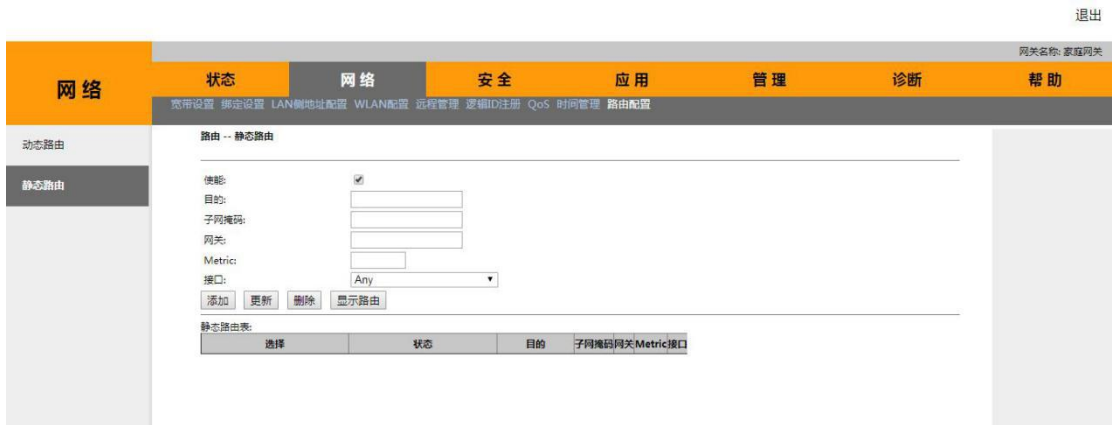 退出
网关名称: 家庭网关
网络
状态 网络 安全 应用 管理 诊断 帮助
宽带设置 绑定设置 LAN侧地址配置 WLAN配置 远程管理 逻辑ID注册 QoS 时间管理 路由配置
动态路由
静态路由
路由 -- 静态路由
使能:
目的:
子网掩码:
网关:
Metric:
接口: Any
添加 更新 删除 显示路由
静态路由表:
选择 状态 目的 子网掩码 网关 Metric 接口